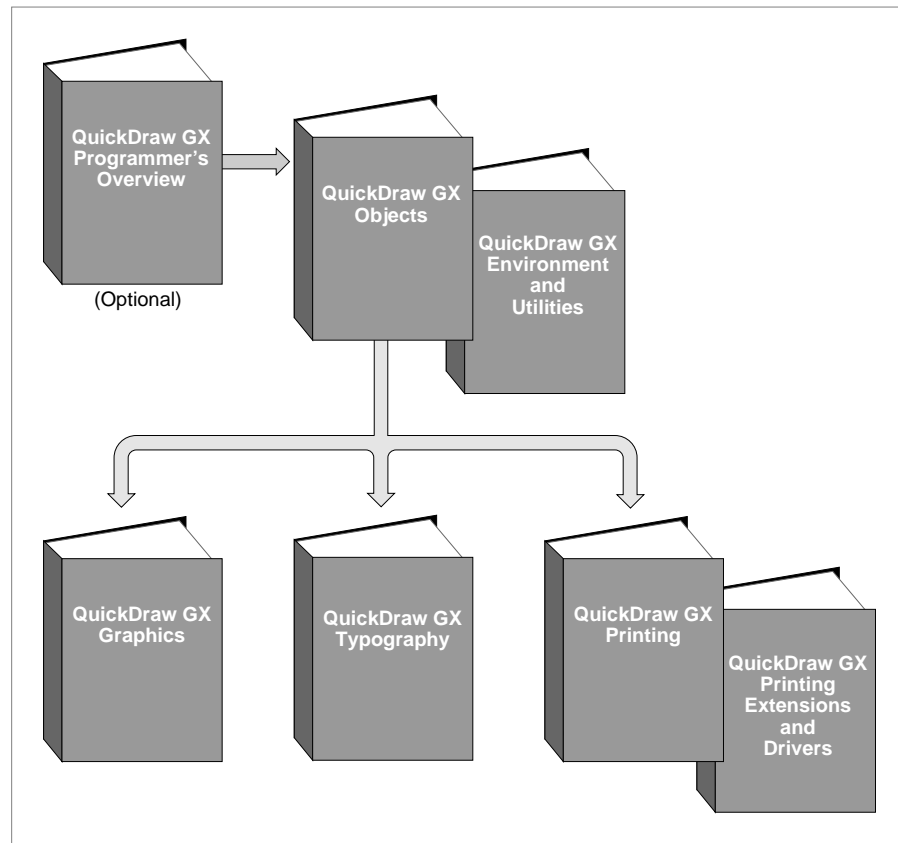 QuickDraw GX
Programmer’s
Overview
(Optional)
QuickDraw GX
Objects
QuickDraw GX
Environment
and
Utilities
QuickDraw GX
Graphics
QuickDraw GX
Typography
QuickDraw GX
Printing
QuickDraw GX
Printing
Extensions
and
Drivers